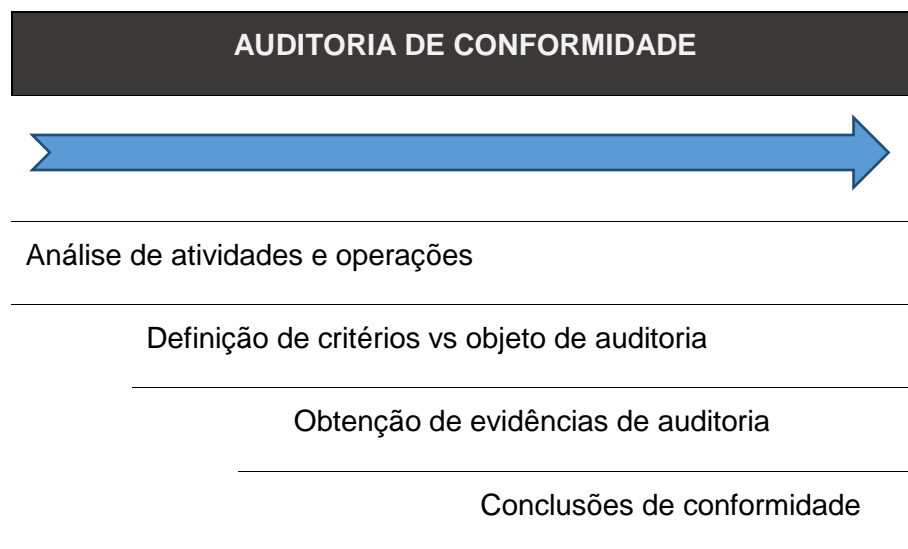 AUDITORIA DE CONFORMIDADE
Análise de atividades e operações
Definição de critérios vs objeto de auditoria
Obtenção de evidências de auditoria
Conclusões de conformidade